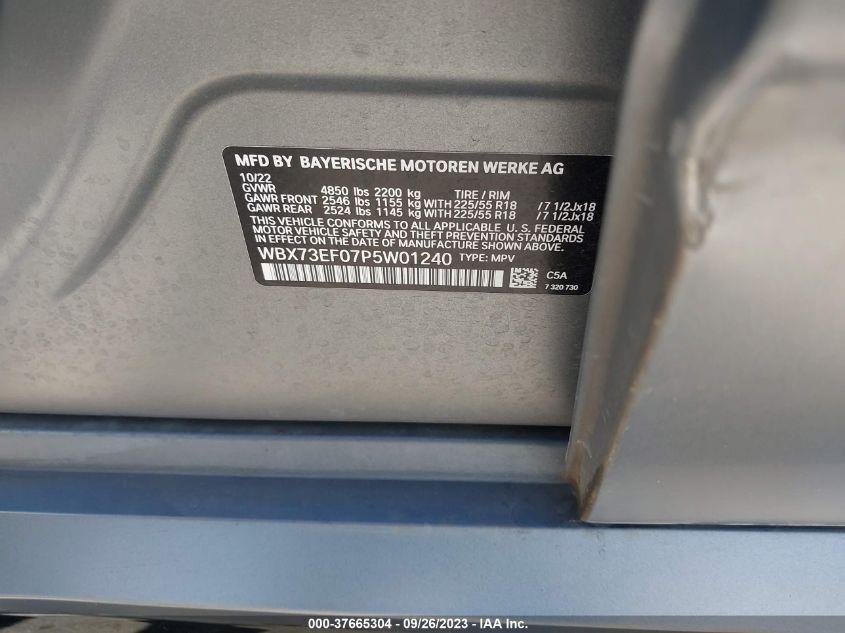 MFD BY BAYERISCHE MOTOREN WERKE AG
10/22
GVWR 4850 lbs 2200 kg TIRE / RIM
GAWR FRONT 2546 lbs 1155 kg WITH 225/55 R18 /7 1/2Jx18
GAWR REAR 2524 lbs 1145 kg WITH 225/55 R18 /7 1/2Jx18
THIS VEHICLE CONFORMS TO ALL APPLICABLE U. S. FEDERAL
MOTOR VEHICLE SAFETY AND THEFT PREVENTION STANDARDS
IN EFFECT ON THE DATE OF MANUFACTURE SHOWN ABOVE.
WBX73EF07P5W01240 TYPE: MPV
C5A
7 320 730
000-37665304 - 09/26/2023 - IAA Inc.